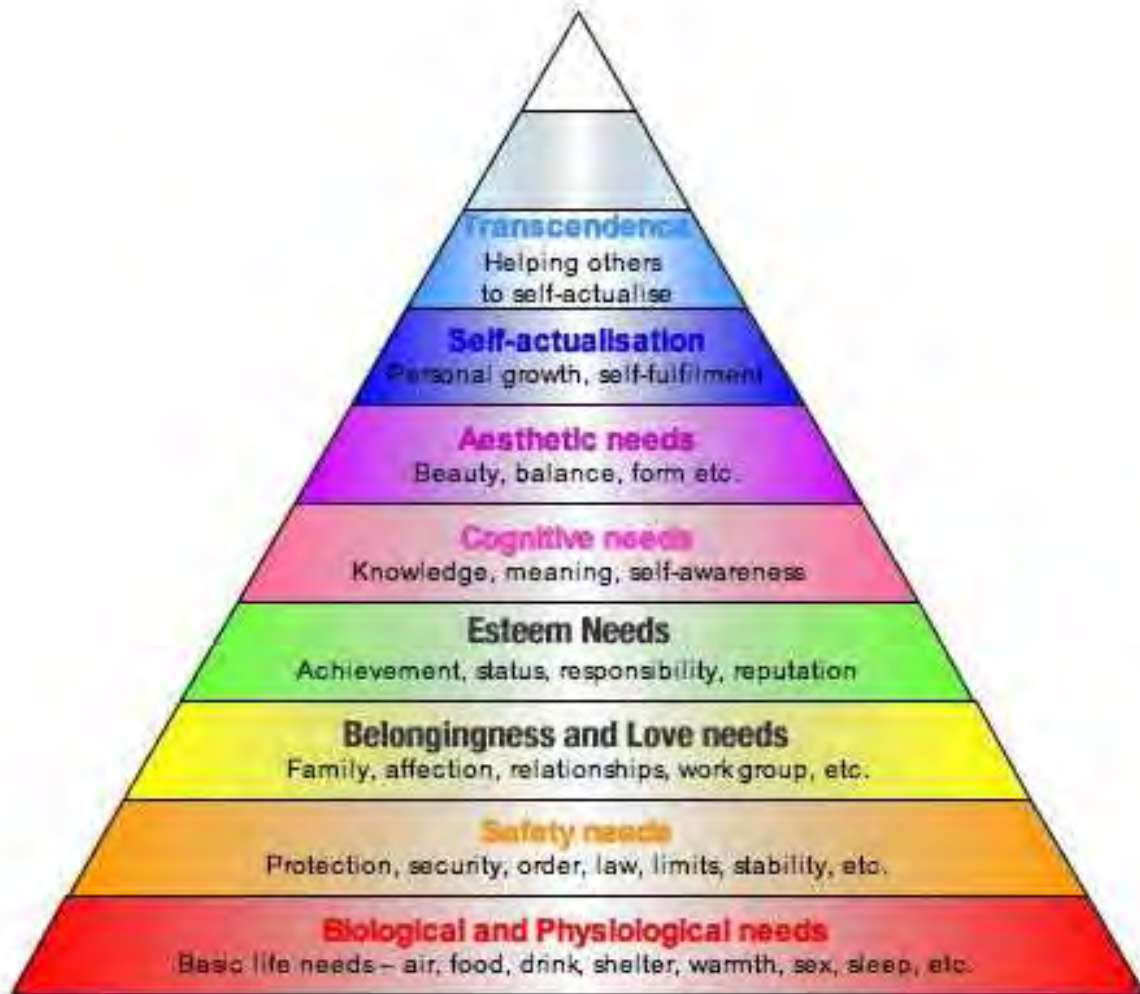 Transcendence
Helping others
to self-actualise
Self-actualisation
Personal growth, self-fulfilment
Aesthetic needs
Beauty, balance, form etc.
Cognitive needs
Knowledge, meaning, self-awareness
Esteem Needs
Achievement, status, responsibility, reputation
Belongingness and Love needs
Family, affection, relationships, work group, etc.
Safety needs
Protection, security, order, law, limits, stability, etc.
Biological and Physiological needs
Basic life needs – air, food, drink, shelter, warmth, sex, sleep, etc.